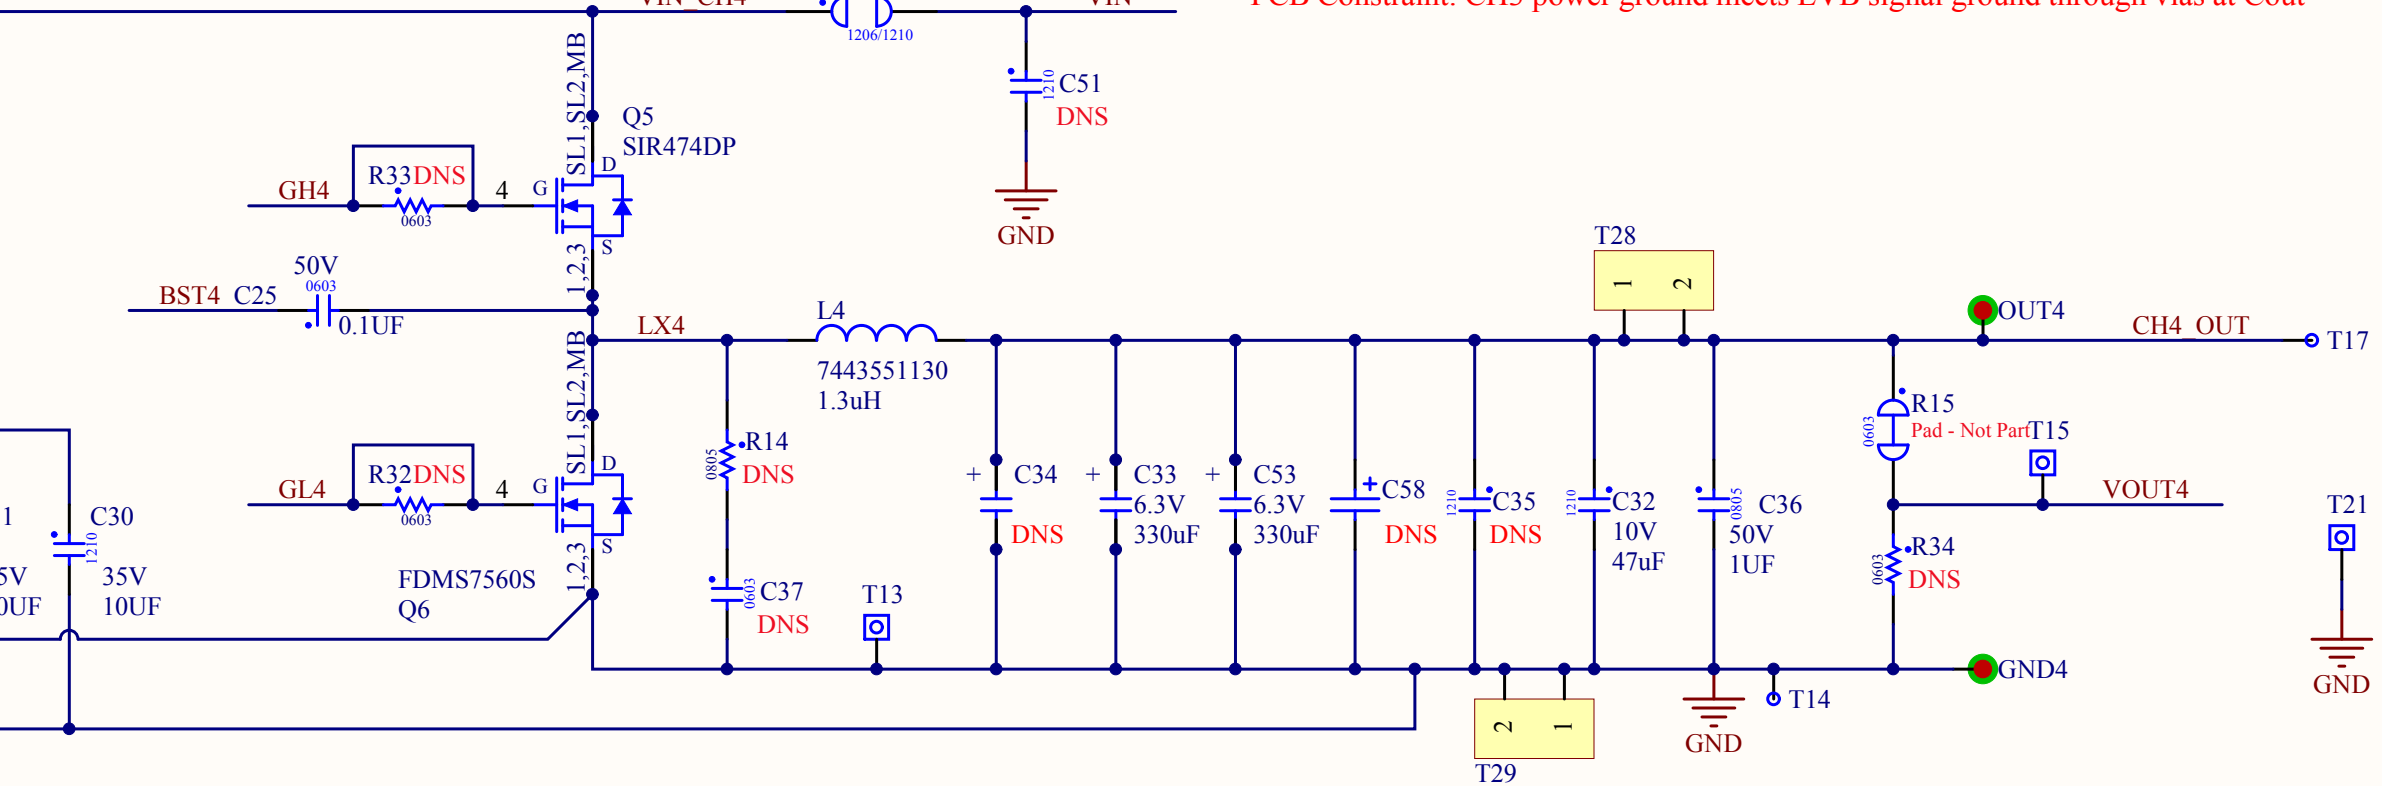 VIN_CH4
VIN
PCB Constraint: CH3 power ground meets EVB signal ground through vias at Cout
1206/1210
SL1,SL2,MB
1210
C51
DNS
GND
Q5
SIR474DP
D
G
S
1,2,3
GH4
R33DNS
0603
4
50V
0603
BST4
C25
0.1UF
LX4
L4
7443551130
1.3uH
T28
1
2
OUT4
CH4_OUT
T17
SL1,SL2,MB
GL4
R32DNS
0603
4
D
G
S
1,2,3
FDMS7560S
Q6
0805
R14
DNS
0603
C37
DNS
T13
+
C34
DNS
+
C33
6.3V
330uF
+
C53
6.3V
330uF
+
C58
DNS
1210
C35
DNS
1210
C32
10V
47uF
0805
C36
50V
1UF
0603
R15
Pad - Not Part
T15
VOUT4
0603
R34
DNS
T21
GND
1
5V
0UF
1210
C30
35V
10UF
GND4
T14
GND
2
1
T29